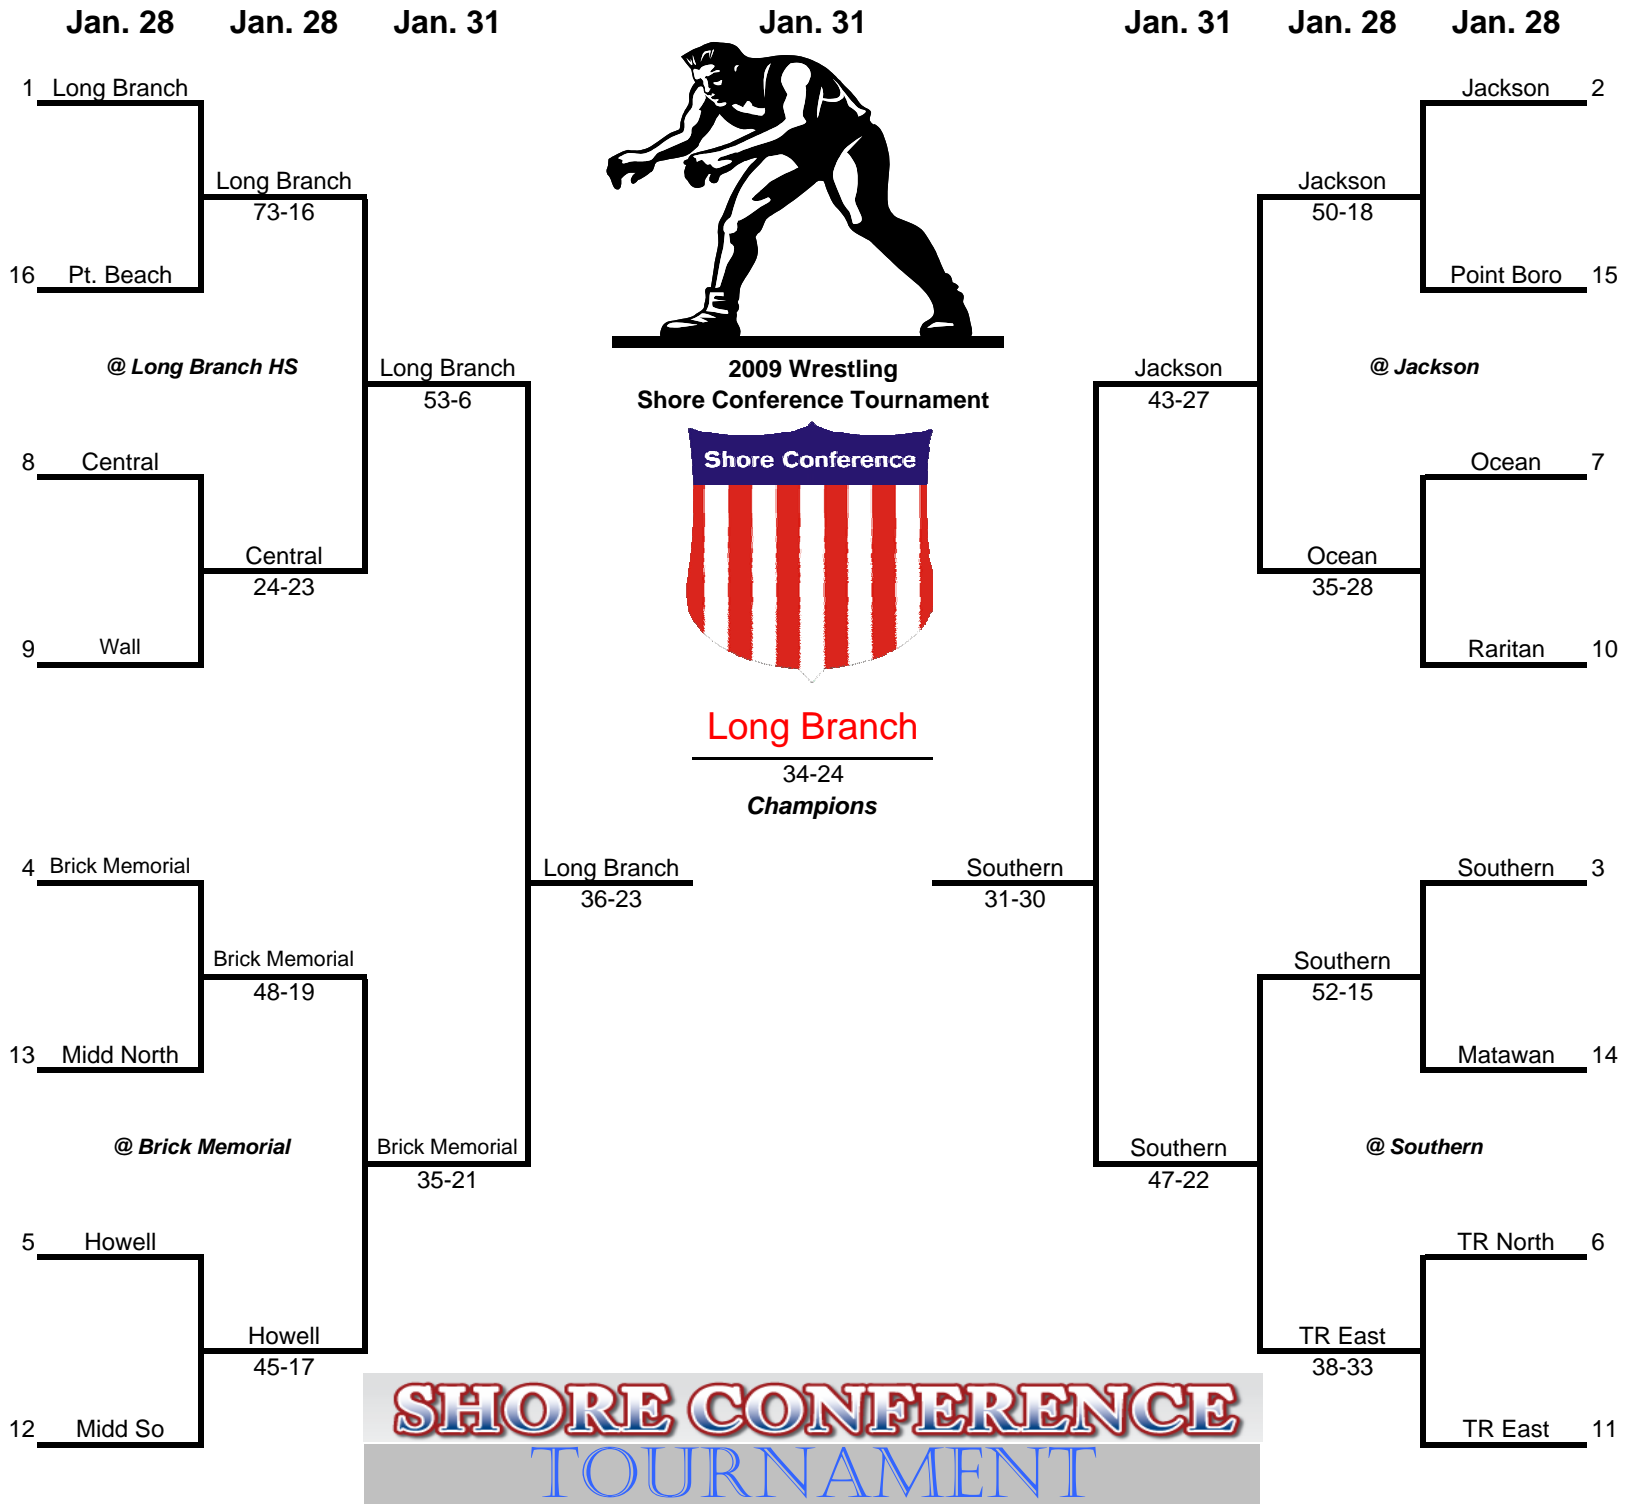 Jan. 28 Jan. 28 Jan. 31 Jan. 31 Jan. 31 Jan. 28 Jan. 28
1 Long Branch
Long Branch
73-16
16 Pt. Beach
@ Long Branch HS
Long Branch
53-6
8 Central
Central
24-23
9 Wall
4 Brick Memorial
Brick Memorial
48-19
13 Midd North
@ Brick Memorial
Brick Memorial
35-21
5 Howell
Howell
45-17
12 Midd So
Long Branch
36-23
2009 Wrestling
Shore Conference Tournament
Shore Conference
Long Branch
34-24
Champions
Southern
31-30
Jackson 2
Jackson
50-18
Point Boro 15
Jackson
43-27
@ Jackson
Ocean 7
Ocean
35-28
Raritan 10
Southern 3
Southern
52-15
Matawan 14
Southern
47-22
@ Southern
TR North 6
TR East
38-33
TR East 11
SHORE CONFERENCE
TOURNAMENT